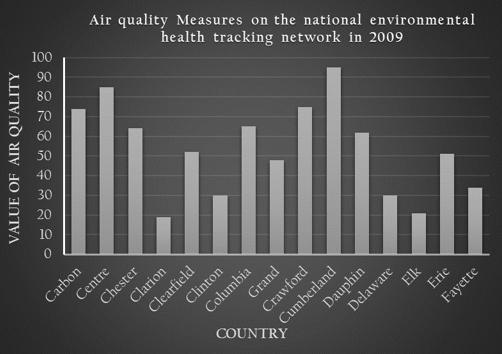 Air quality Measures on the national environmental
health tracking network in 2009
VALUE OF AIR QUALITY
100
90
80
70
60
50
40
30
20
10
0
Carbon
Centre
Chester
Clarion
Clearfield
Clinton
Columbia
Grand
Crawford
Cumberland
Dauphin
Delaware
Elk
Erie
Fayette
COUNTRY